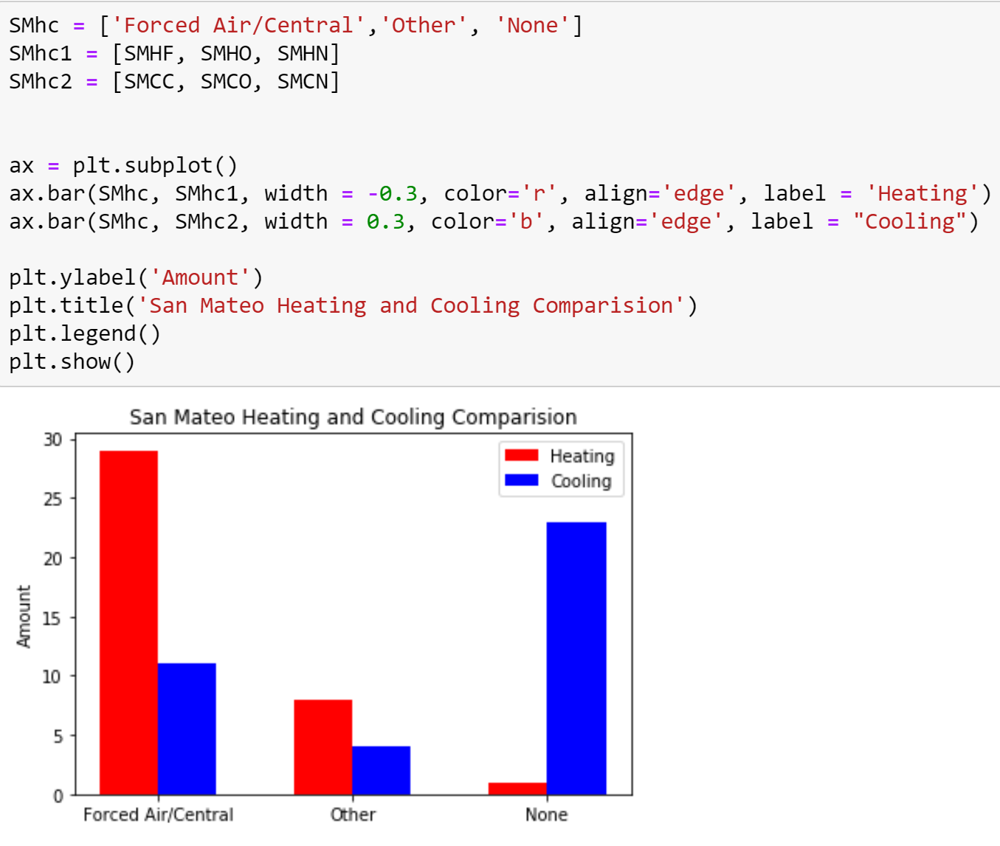 SMhc = ['Forced Air/Central','Other', 'None']
SMhc1 = [SMHF, SMHO, SMHN]
SMhc2 = [SMCC, SMCO, SMCN]
ax = plt.subplot()
ax.bar(SMhc, SMhc1, width = -0.3, color='r', align='edge', label = 'Heating')
ax.bar(SMhc, SMhc2, width = 0.3, color='b', align='edge', label = "Cooling")
plt.ylabel('Amount')
plt.title('San Mateo Heating and Cooling Comparision')
plt.legend()
plt.show()
San Mateo Heating and Cooling Comparision
Heating
Cooling
30
25
20
15
10
5
0
Amount
Forced Air/Central Other None